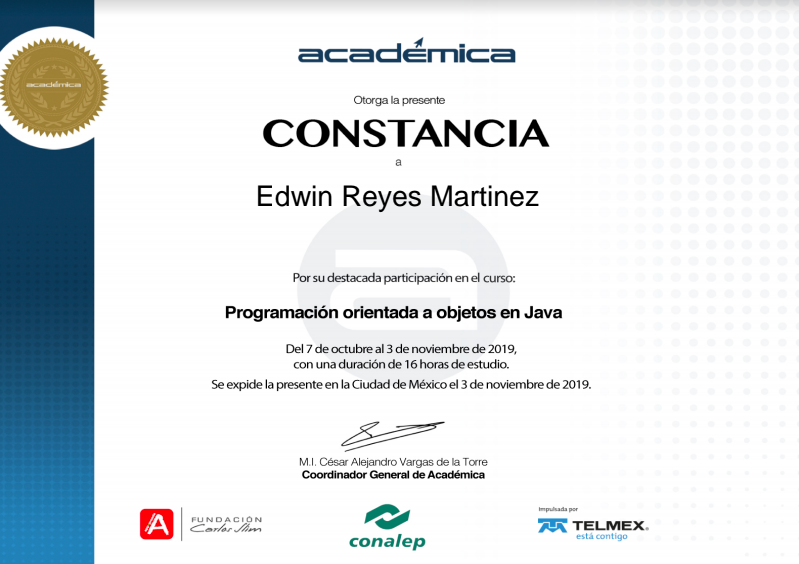 académica
académica
Otorga la presente
CONSTANCIA
a
Edwin Reyes Martinez
Por su destacada participación en el curso:
Programación orientada a objetos en Java
Del 7 de octubre al 3 de noviembre de 2019,
con una duración de 16 horas de estudio.
Se expide la presente en la Ciudad de México el 3 de noviembre de 2019.
M.I. César Alejandro Vargas de la Torre
Coordinador General de Académica
A FUNDACIÓN
Carlos Slim
conalep
Impulsada por
TELMEX®
está contigo